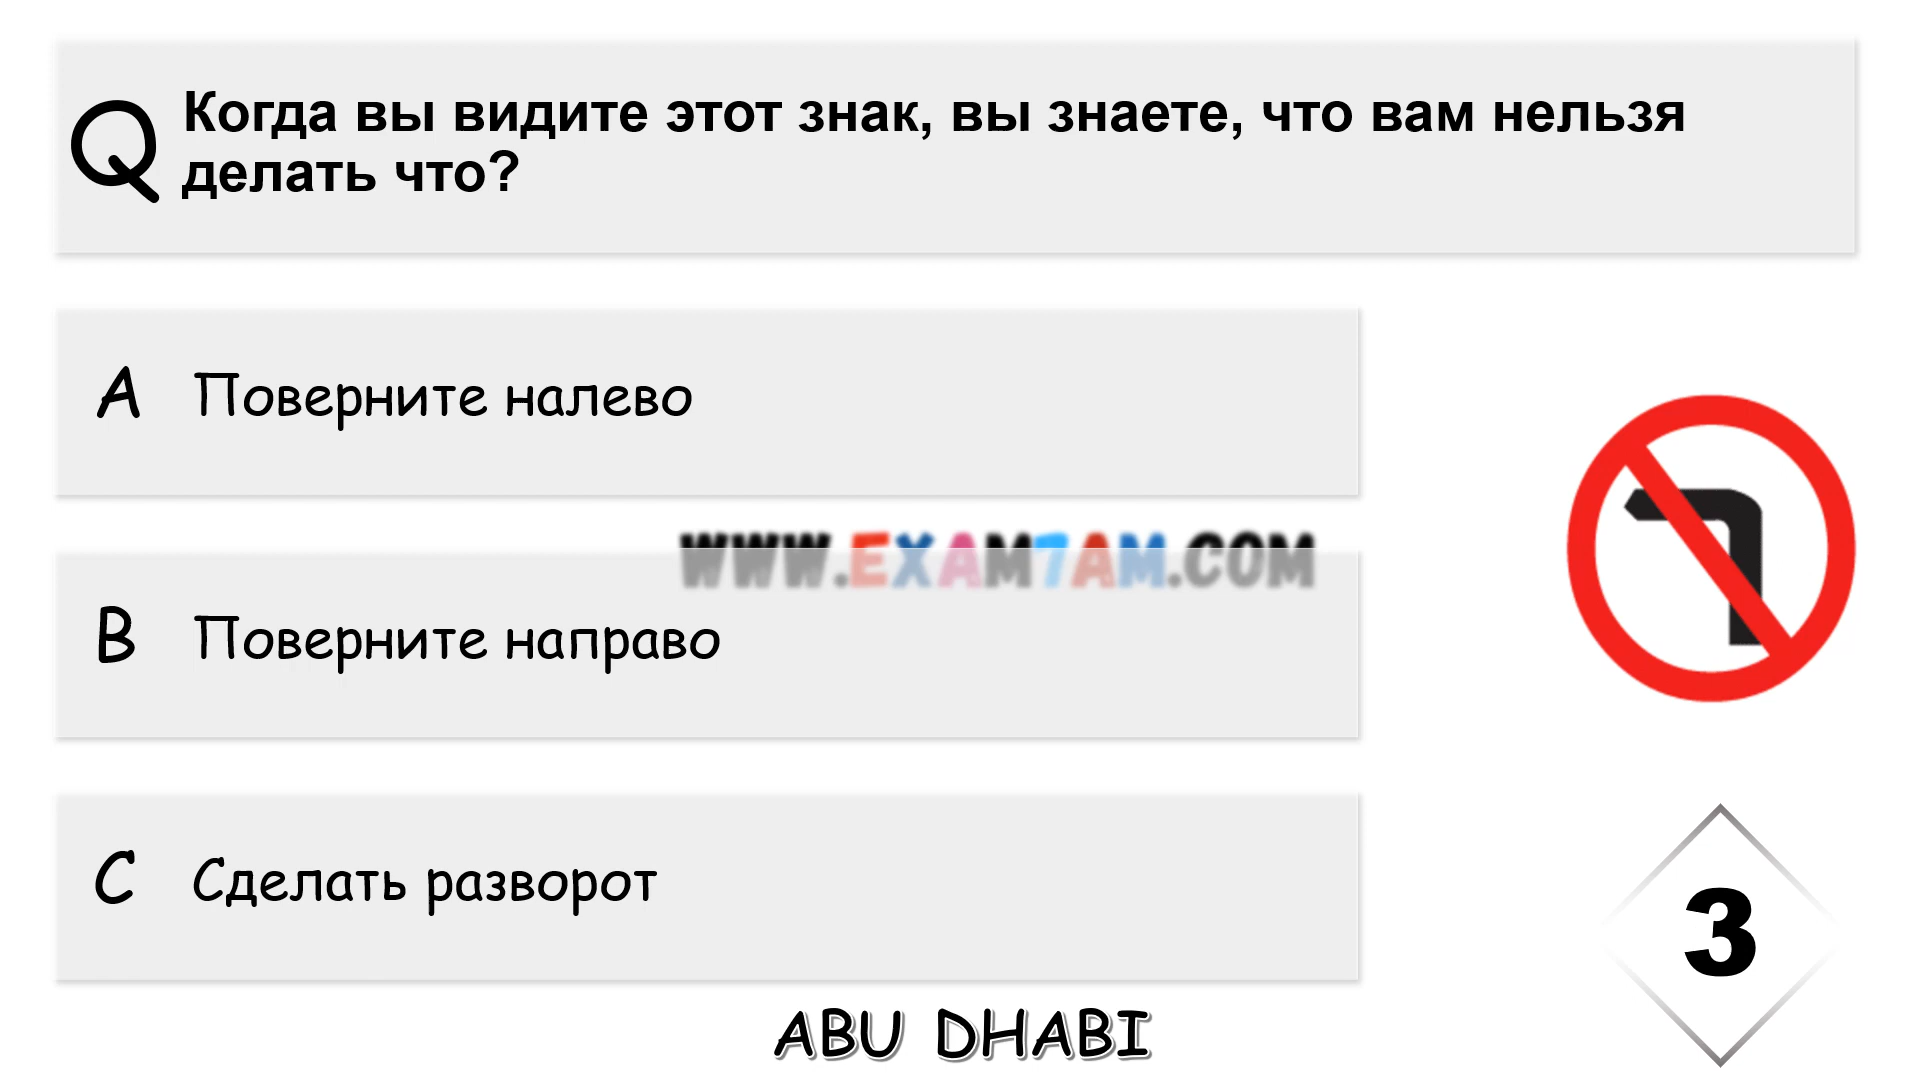 Q Когда вы видите этот знак, вы знаете, что вам нельзя
делать что?
A Поверните налево
WWW.EXAM7AM.COM
B Поверните направо
C Сделать разворот
3
ABU DHABI